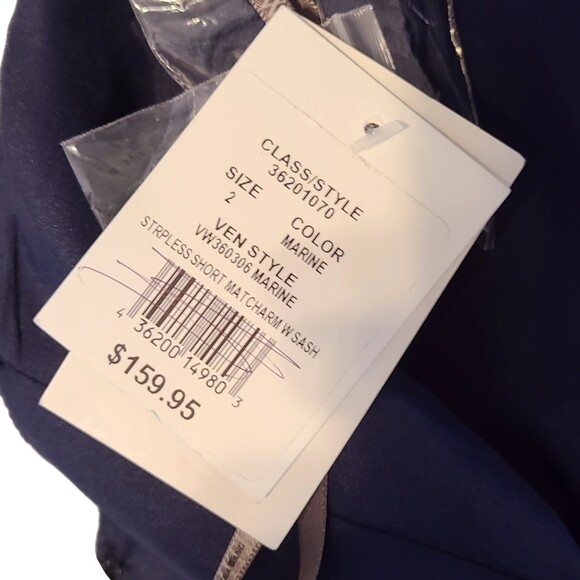 CLASS/STYLE
36201070
SIZE COLOR
2 MARINE
VEN STYLE
VW360306 MARINE
STRPLESS SHORT MATCHARM W SASH
4 36200 14980 3
$159.95